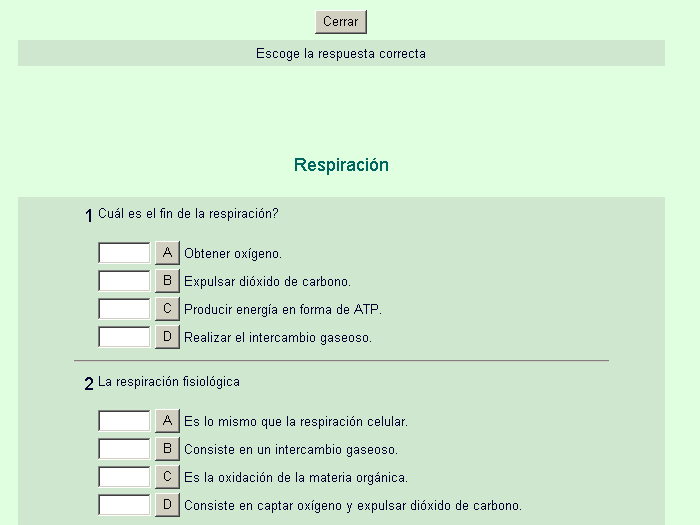 Cerrar
Escoge la respuesta correcta
Respiración
1 Cuál es el fin de la respiración?
A Obtener oxígeno.
B Expulsar dióxido de carbono.
C Producir energía en forma de ATP.
D Realizar el intercambio gaseoso.
2 La respiración fisiológica
A Es lo mismo que la respiración celular.
B Consiste en un intercambio gaseoso.
C Es la oxidación de la materia orgánica.
D Consiste en captar oxígeno y expulsar dióxido de carbono.